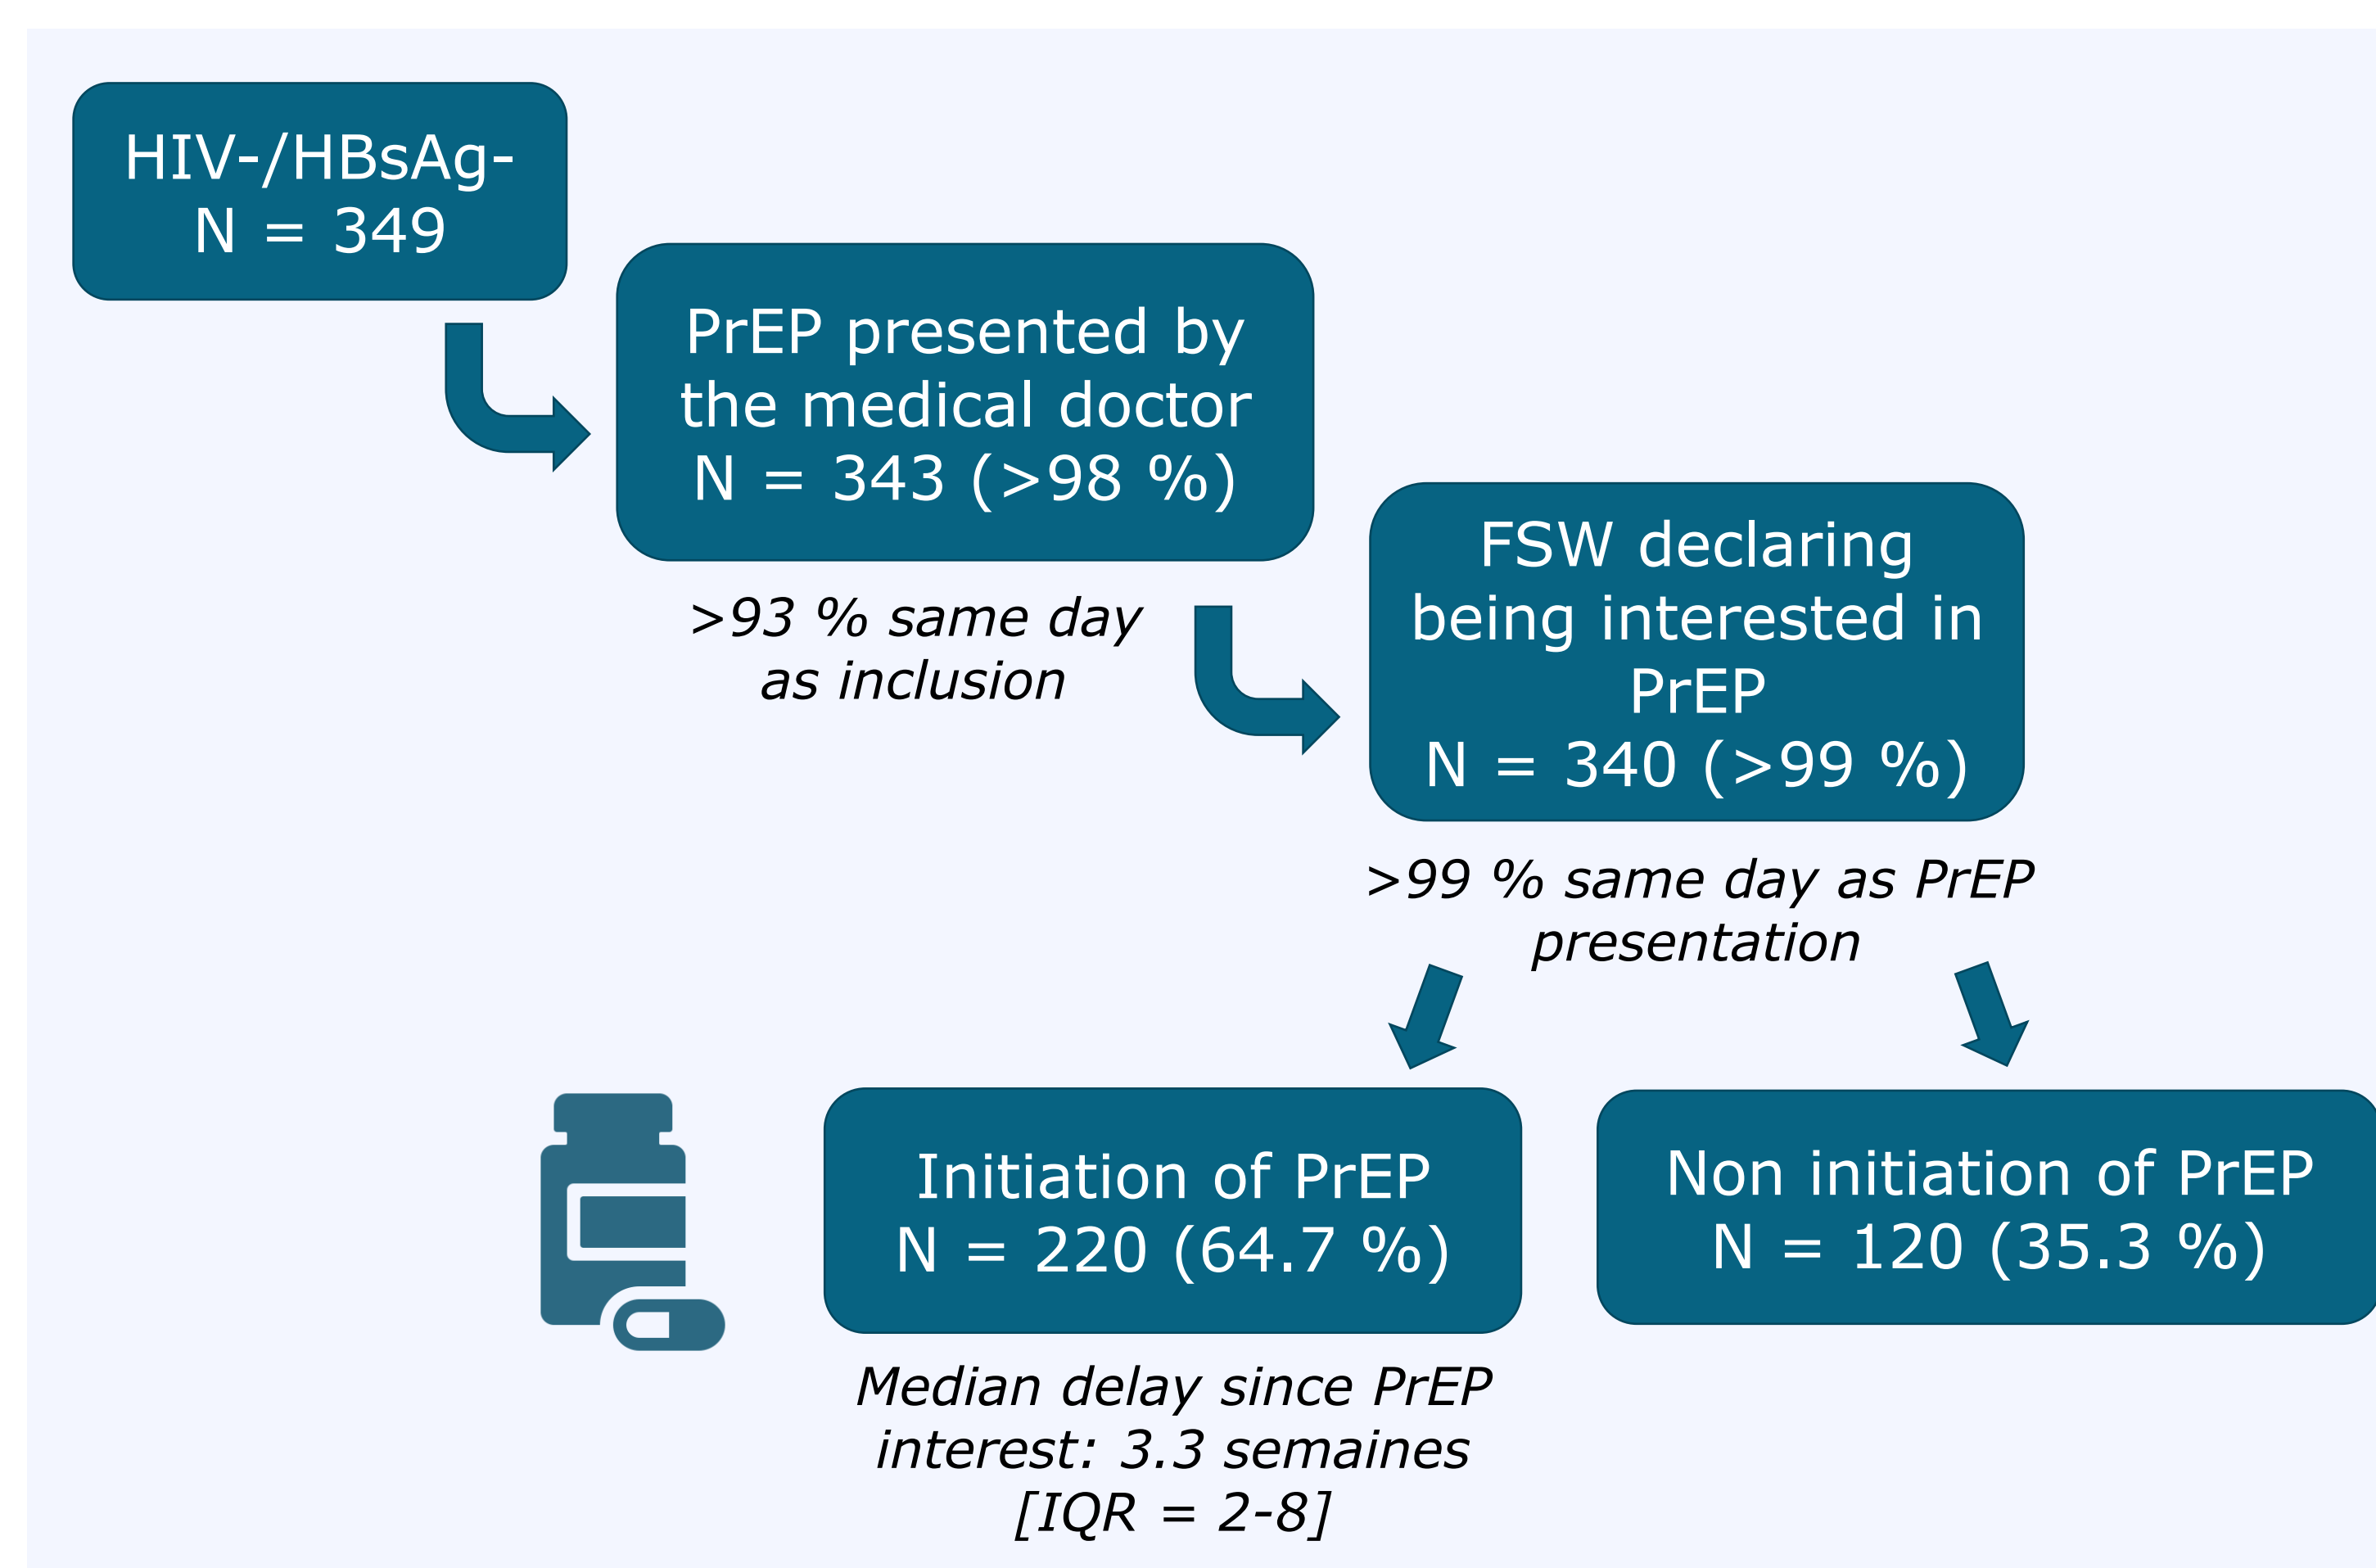 HIV-/HBsAg-
N = 349
PrEP presented by
the medical doctor
N = 343 (>98 %)
>93 % same day
as inclusion
FSW declaring
being interested in
PrEP
N = 340 (>99 %)
>99 % same day as PrEP
presentation
Initiation of PrEP
N = 220 (64.7 %)
Non initiation of PrEP
N = 120 (35.3 %)
Median delay since PrEP
interest: 3.3 semaines
[IQR = 2-8]